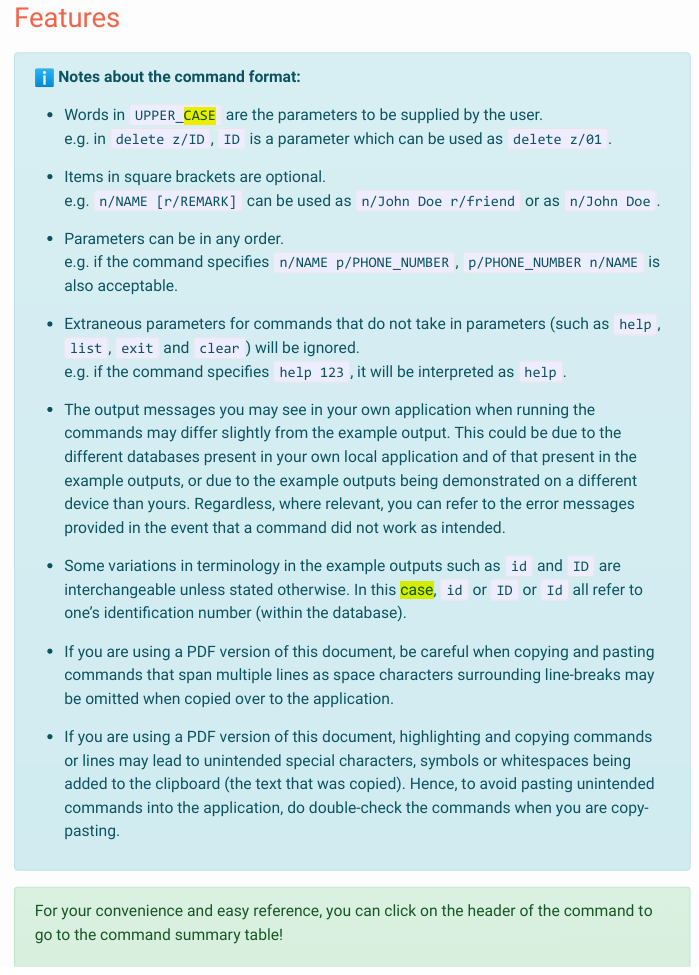 Features
Notes about the command format:
Words in UPPER_CASE are the parameters to be supplied by the user.
e.g. in delete z/ID , ID is a parameter which can be used as delete z/01 .
Items in square brackets are optional.
e.g. n/NAME [r/REMARK] can be used as n/John Doe r/friend or as n/John Doe .
Parameters can be in any order.
e.g. if the command specifies n/NAME p/PHONE_NUMBER , p/PHONE_NUMBER n/NAME is
also acceptable.
Extraneous parameters for commands that do not take in parameters (such as help ,
list , exit and clear ) will be ignored.
e.g. if the command specifies help 123 , it will be interpreted as help .
The output messages you may see in your own application when running the
commands may differ slightly from the example output. This could be due to the
different databases present in your own local application and of that present in the
example outputs, or due to the example outputs being demonstrated on a different
device than yours. Regardless, where relevant, you can refer to the error messages
provided in the event that a command did not work as intended.
Some variations in terminology in the example outputs such as id and ID are
interchangeable unless stated otherwise. In this case, id or ID or Id all refer to
one’s identification number (within the database).
If you are using a PDF version of this document, be careful when copying and pasting
commands that span multiple lines as space characters surrounding line-breaks may
be omitted when copied over to the application.
If you are using a PDF version of this document, highlighting and copying commands
or lines may lead to unintended special characters, symbols or whitespaces being
added to the clipboard (the text that was copied). Hence, to avoid pasting unintended
commands into the application, do double-check the commands when you are copy-
pasting.
For your convenience and easy reference, you can click on the header of the command to
go to the command summary table!